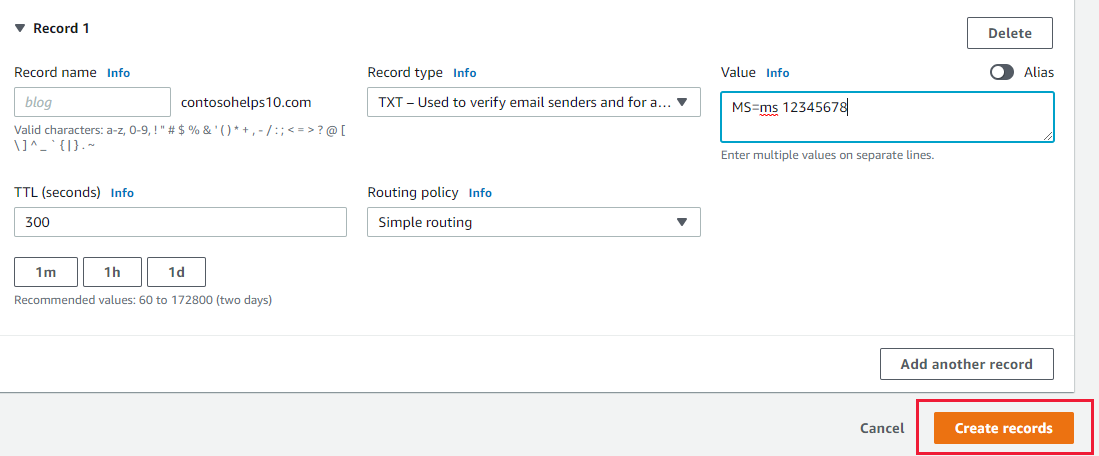 Record 1
Delete
Record name Info
Record type Info
Value Info
Alias
blog
contosohelps10.com
TXT – Used to verify email senders and for a...
MS=ms 12345678
Valid characters: a-z, 0-9, ! " # $ % & ' ( ) * + , - / : ; < = > ? @ [
\ ] ^ _ ` { | } . ~
Enter multiple values on separate lines.
TTL (seconds) Info
Routing policy Info
300
Simple routing
1m
1h
1d
Recommended values: 60 to 172800 (two days)
Add another record
Cancel
Create records